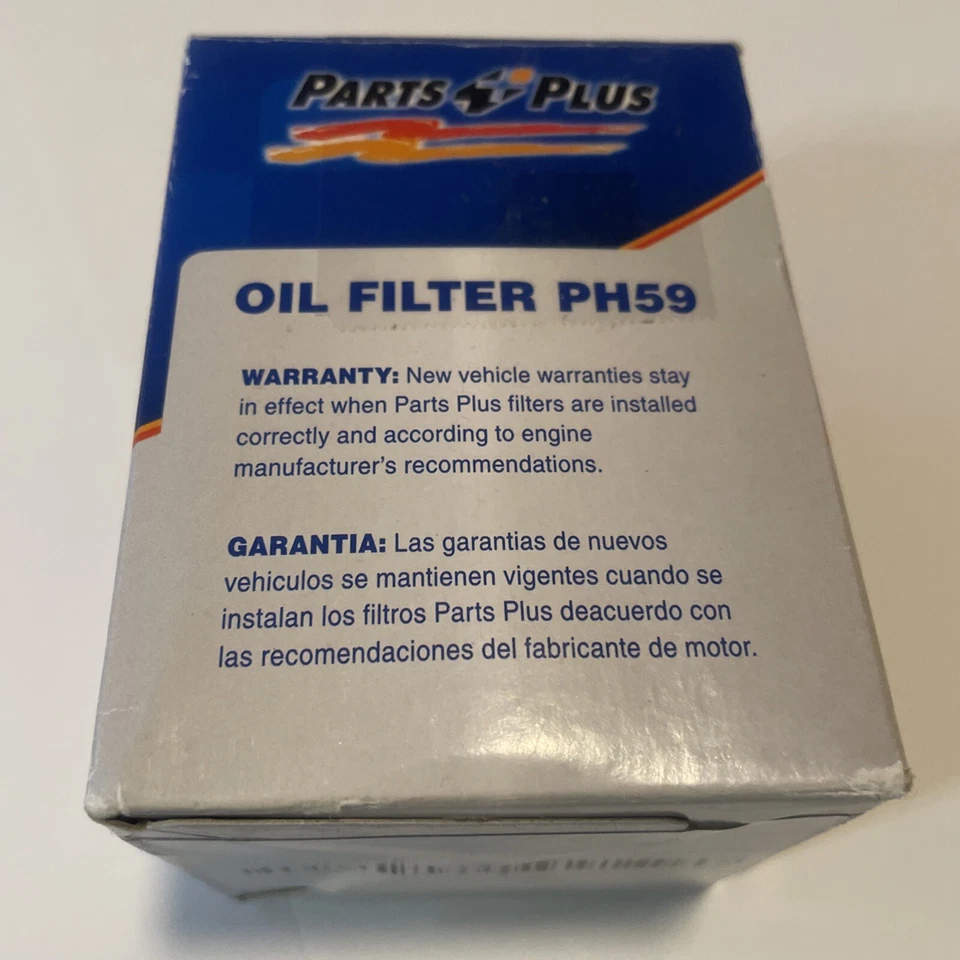 PARTS PLUS
OIL FILTER PH59
WARRANTY: New vehicle warranties stay
in effect when Parts Plus filters are installed
correctly and according to engine
manufacturer's recommendations.
GARANTIA: Las garantias de nuevos
vehiculos se mantienen vigentes cuando se
instalan los filtros Parts Plus deacuerdo con
las recomendaciones del fabricante de motor.